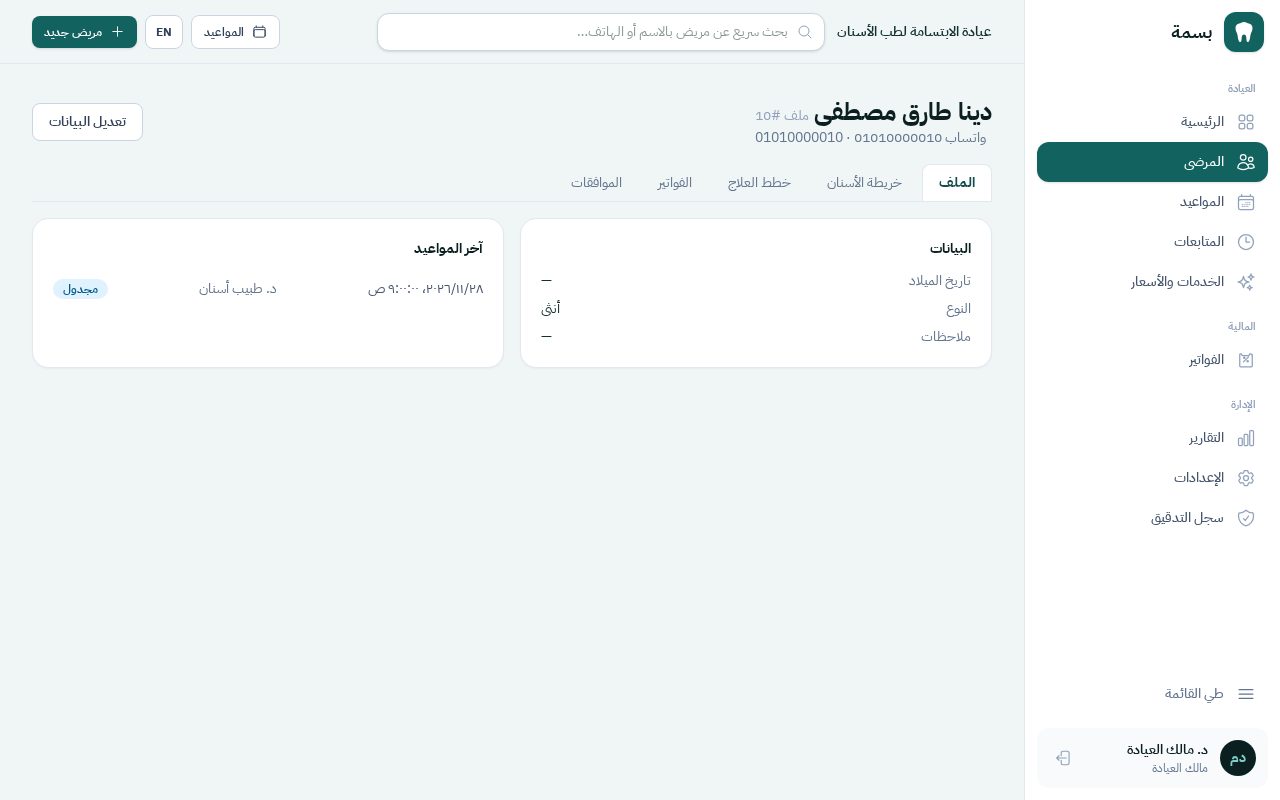 بسمة
العيادة
الرئيسية
المرضى
المواعيد
المتابعات
الخدمات والأسعار
المالية
الفواتير
الإدارة
التقارير
الإعدادات
سجل التدقيق
طي القائمة
دم
د. مالك العيادة
مالك العيادة
عيادة الابتسامة لطب الأسنان
بحث سريع عن مريض بالاسم أو الهاتف...
المواعيد
EN
مريض جديد
دينا طارق مصطفى ملف #10
واتساب 01010000010 · 01010000010
تعديل البيانات
الملف
خريطة الأسنان
خطط العلاج
الفواتير
الموافقات
البيانات
تاريخ الميلاد —
النوع أنثى
ملاحظات —
آخر المواعيد
٢٠٢٦/١١/٢٨، ٩:٠٠:٠٠ ص د. طبيب أسنان مجدول